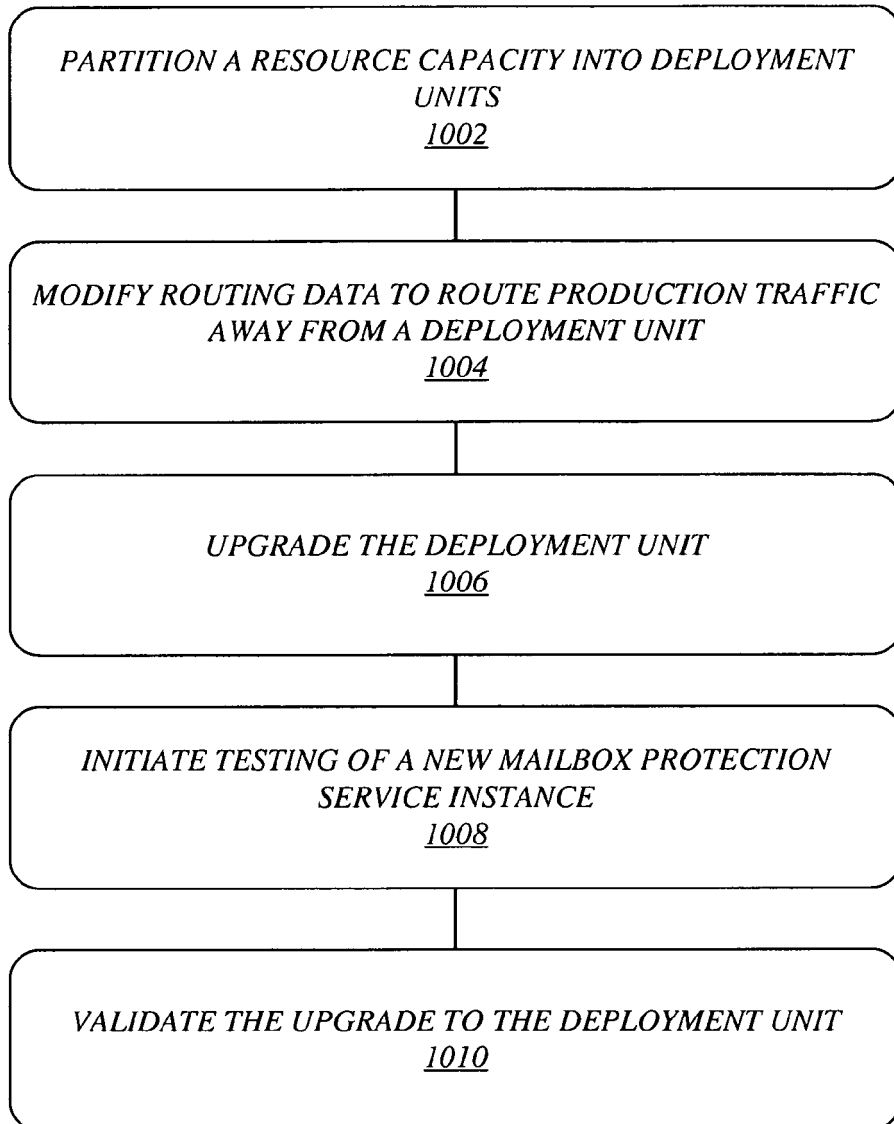 PARTITION A RESOURCE CAPACITY INTO DEPLOYMENT
UNITS
1002
MODIFY ROUTING DATA TO ROUTE PRODUCTION TRAFFIC
AWAY FROM A DEPLOYMENT UNIT
1004
UPGRADE THE DEPLOYMENT UNIT
1006
INITIATE TESTING OF A NEW MAILBOX PROTECTION
SERVICE INSTANCE
1008
VALIDATE THE UPGRADE TO THE DEPLOYMENT UNIT
1010